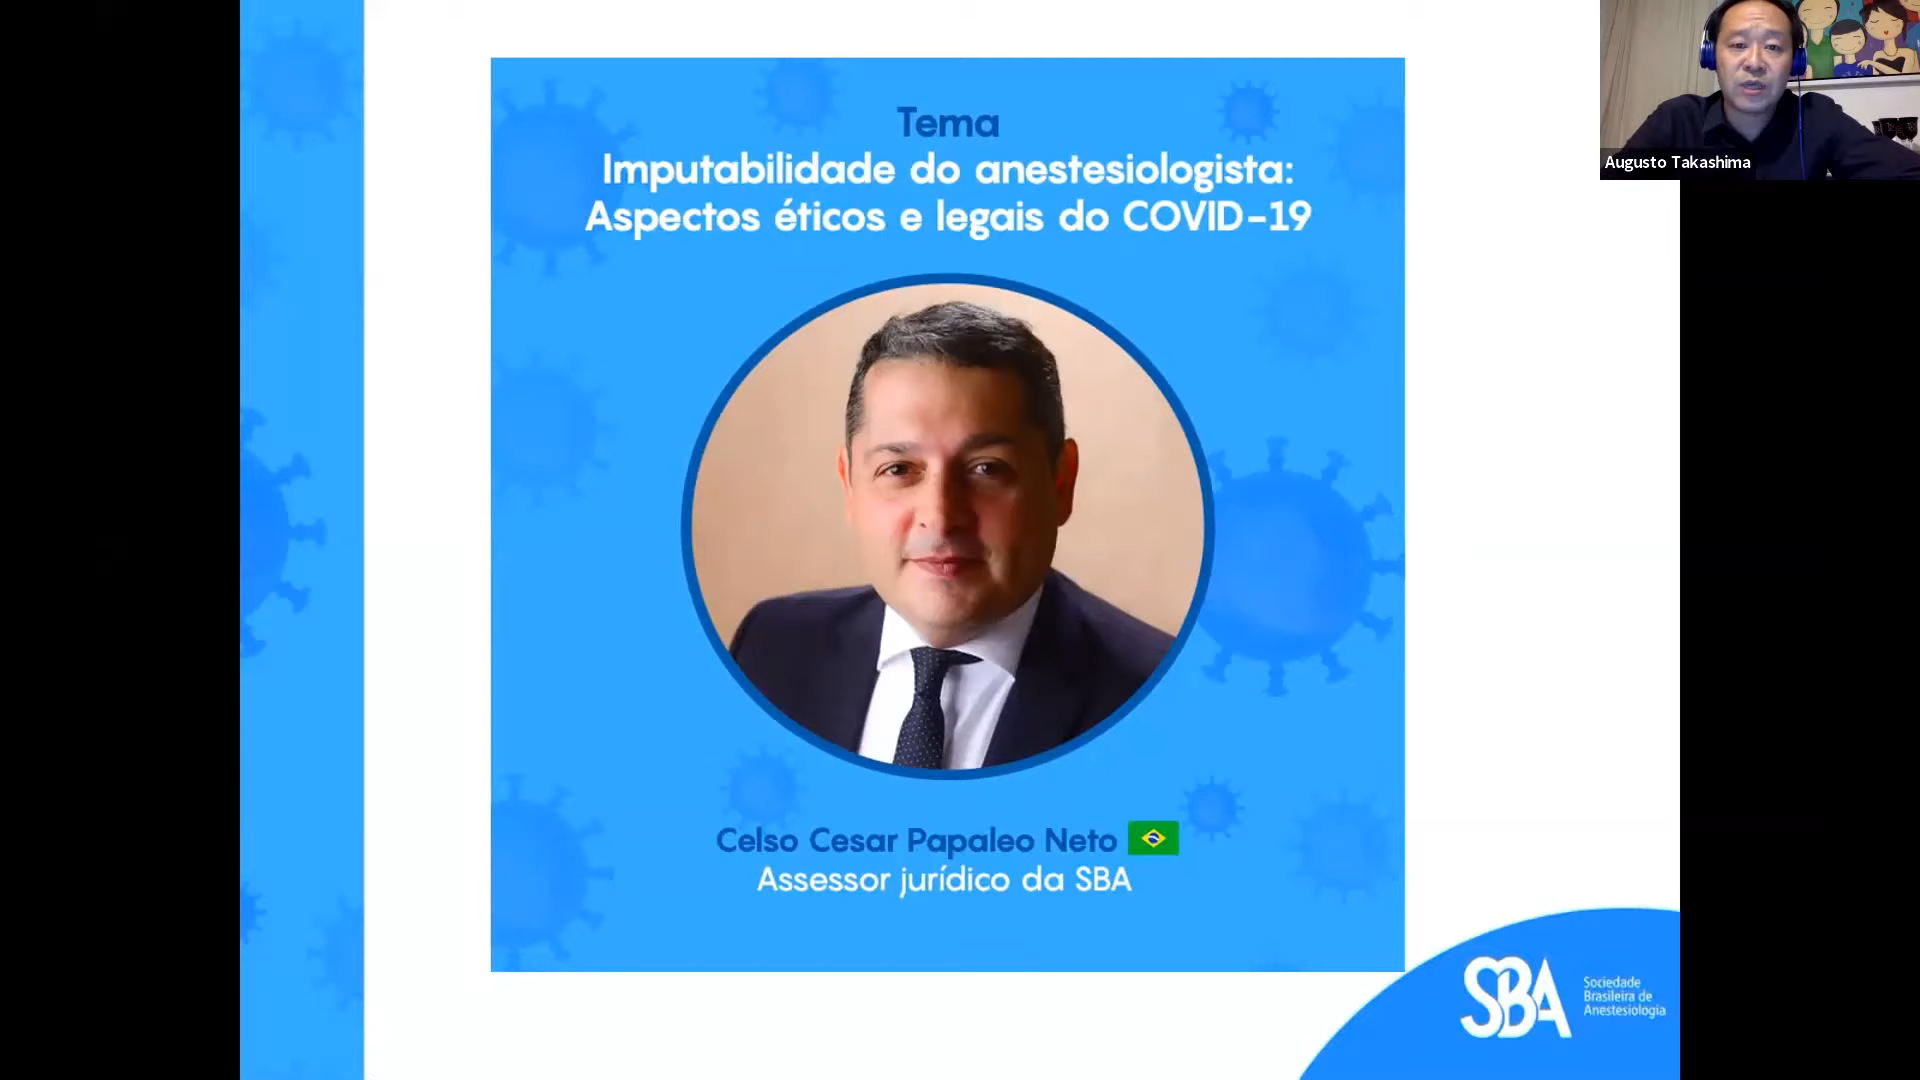 Tema
Imputabilidade do anestesiologista:
Aspectos éticos e legais do COVID-19
Celso Cesar Papaleo Neto
Assessor jurídico da SBA
SBA
Sociedade
Brasileira de
Anestesiologia
Augusto Takashima